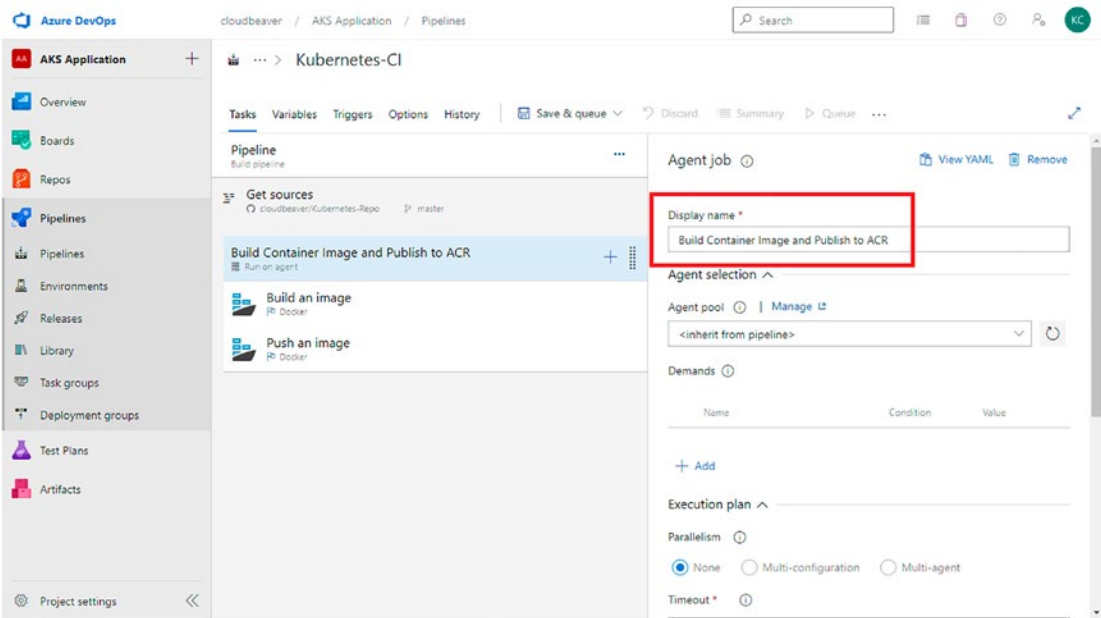 Azure DevOps
cloudbeaver / AKS Application / Pipelines
Search
KC
AA AKS Application
Overview
Boards
Repos
Pipelines
Pipelines
Environments
Releases
Library
Task groups
Deployment groups
Test Plans
Artifacts
Project settings
... > Kubernetes-CI
Tasks Variables Triggers Options History Save & queue Discard Summary Queue ...
Pipeline
Build pipeline
...
Get sources
cloudbeaver/Kubernetes-Repo master
Build Container Image and Publish to ACR
Run on agent
Build an image
Docker
Push an image
Docker
Agent job View YAML Remove
Display name *
Build Container Image and Publish to ACR
Agent selection
Agent pool | Manage
<inherit from pipeline>
Demands
Name Condition Value
+ Add
Execution plan
Parallelism
None Multi-configuration Multi-agent
Timeout *